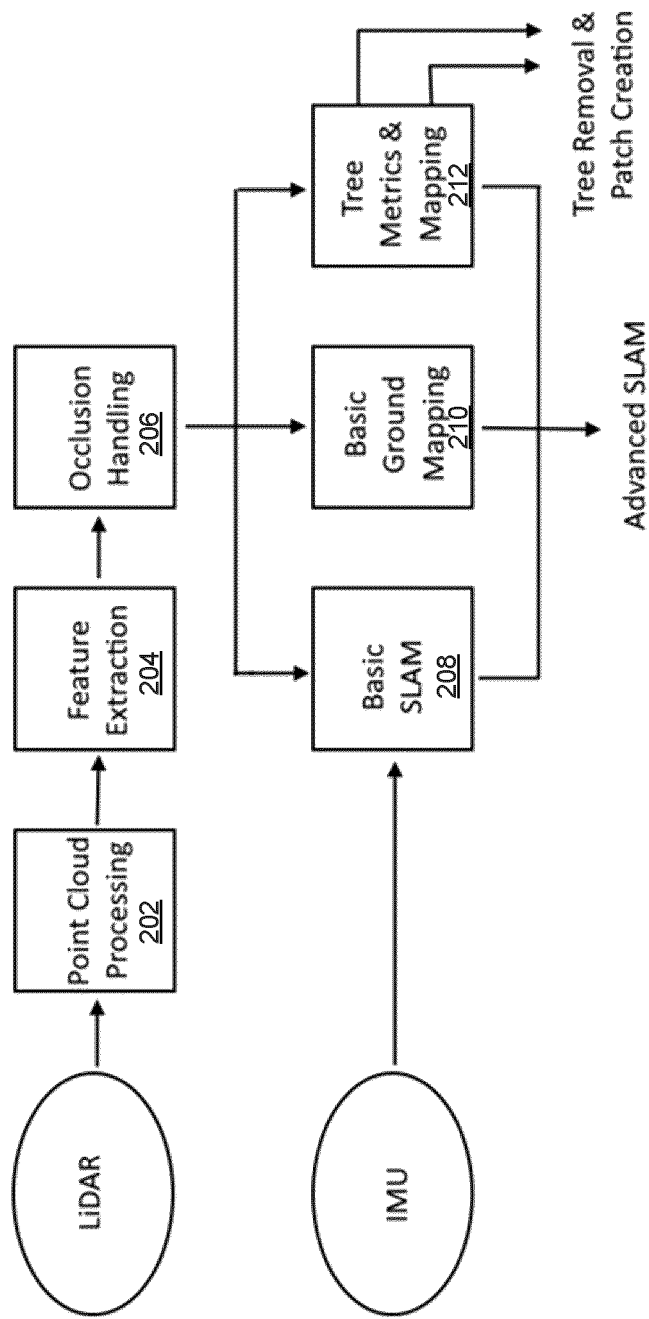 LiDAR
Point Cloud
Processing
202
Feature
Extraction
204
Occlusion
Handling
206
IMU
Basic
SLAM
208
Basic
Ground
Mapping
210
Tree
Metrics &
Mapping
212
Advanced SLAM
Tree Removal &
Patch Creation